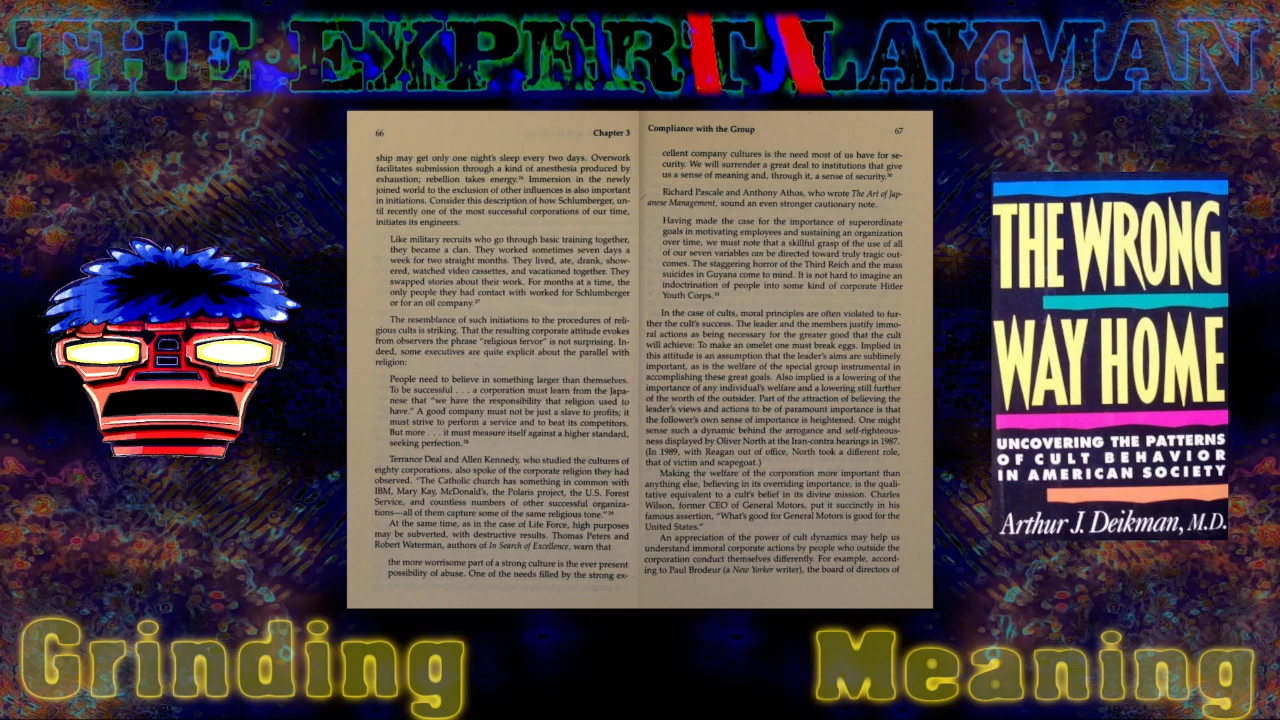 THE EXPERT LAYMAN
66
Chapter 3
ship may get only one night's sleep every two days. Overwork
facilitates submission through a kind of anesthesia produced by
exhaustion; rebellion takes energy.²⁶ Immersion in the newly
joined world to the exclusion of other influences is also important
in initiations. Consider this description of how Schlumberger, un-
til recently one of the most successful corporations of our time,
initiates its engineers:
Like military recruits who go through basic training together,
they became a clan. They worked sometimes seven days a
week for two straight months. They lived, ate, drank, show-
ered, watched video cassettes, and vacationed together. They
swapped stories about their work. For months at a time, the
only people they had contact with worked for Schlumberger
or for an oil company.²⁷
The resemblance of such initiations to the procedures of reli-
gious cults is striking. That the resulting corporate attitude evokes
from observers the phrase "religious fervor" is not surprising. In-
deed, some executives are quite explicit about the parallel with
religion:
People need to believe in something larger than themselves.
To be successful . . . a corporation must learn from the Japa-
nese that "we have the responsibility that religion used to
have." A good company must not be just a slave to profits; it
must strive to perform a service and to beat its competitors.
But more . . . it must measure itself against a higher standard,
seeking perfection.²⁸
Terrance Deal and Allen Kennedy, who studied the cultures of
eighty corporations, also spoke of the corporate religion they had
observed. "The Catholic church has something in common with
IBM, Mary Kay, McDonald's, the Polaris project, the U.S. Forest
Service, and countless numbers of other successful organiza-
tions—all of them capture some of the same religious tone."²⁹
At the same time, as in the case of Life Force, high purposes
may be subverted, with destructive results. Thomas Peters and
Robert Waterman, authors of In Search of Excellence, warn that
the more worrisome part of a strong culture is the ever present
possibility of abuse. One of the needs filled by the strong ex-
Compliance with the Group
67
cellent company cultures is the need most of us have for se-
curity. We will surrender a great deal to institutions that give
us a sense of meaning and, through it, a sense of security.³⁰
Richard Pascale and Anthony Athos, who wrote The Art of Jap-
anese Management, sound an even stronger cautionary note.
Having made the case for the importance of superordinate
goals in motivating employees and sustaining an organization
over time, we must note that a skillful grasp of the use of all
of our seven variables can be directed toward truly tragic out-
comes. The staggering horror of the Third Reich and the mass
suicides in Guyana come to mind. It is not hard to imagine an
indoctrination of people into some kind of corporate Hitler
Youth Corps.³¹
In the case of cults, moral principles are often violated to fur-
ther the cult's success. The leader and the members justify immo-
ral actions as being necessary for the greater good that the cult
will achieve: To make an omelet one must break eggs. Implied in
this attitude is an assumption that the leader's aims are sublimely
important, as is the welfare of the special group instrumental in
accomplishing these great goals. Also implied is a lowering of the
importance of any individual's welfare and a lowering still further
of the worth of the outsider. Part of the attraction of believing the
leader's views and actions to be of paramount importance is that
the follower's own sense of importance is heightened. One might
sense such a dynamic behind the arrogance and self-righteous-
ness displayed by Oliver North at the Iran-contra hearings in 1987.
(In 1989, with Reagan out of office, North took a different role,
that of victim and scapegoat.)
Making the welfare of the corporation more important than
anything else, believing in its overriding importance, is the quali-
tative equivalent to a cult's belief in its divine mission. Charles
Wilson, former CEO of General Motors, put it succinctly in his
famous assertion, "What's good for General Motors is good for the
United States."
An appreciation of the power of cult dynamics may help us
understand immoral corporate actions by people who outside the
corporation conduct themselves differently. For example, accord-
ing to Paul Brodeur (a New Yorker writer), the board of directors of
THE WRONG
WAY HOME
UNCOVERING THE PATTERNS
OF CULT BEHAVIOR
IN AMERICAN SOCIETY
Arthur J. Deikman, M.D.
Grinding
Meaning